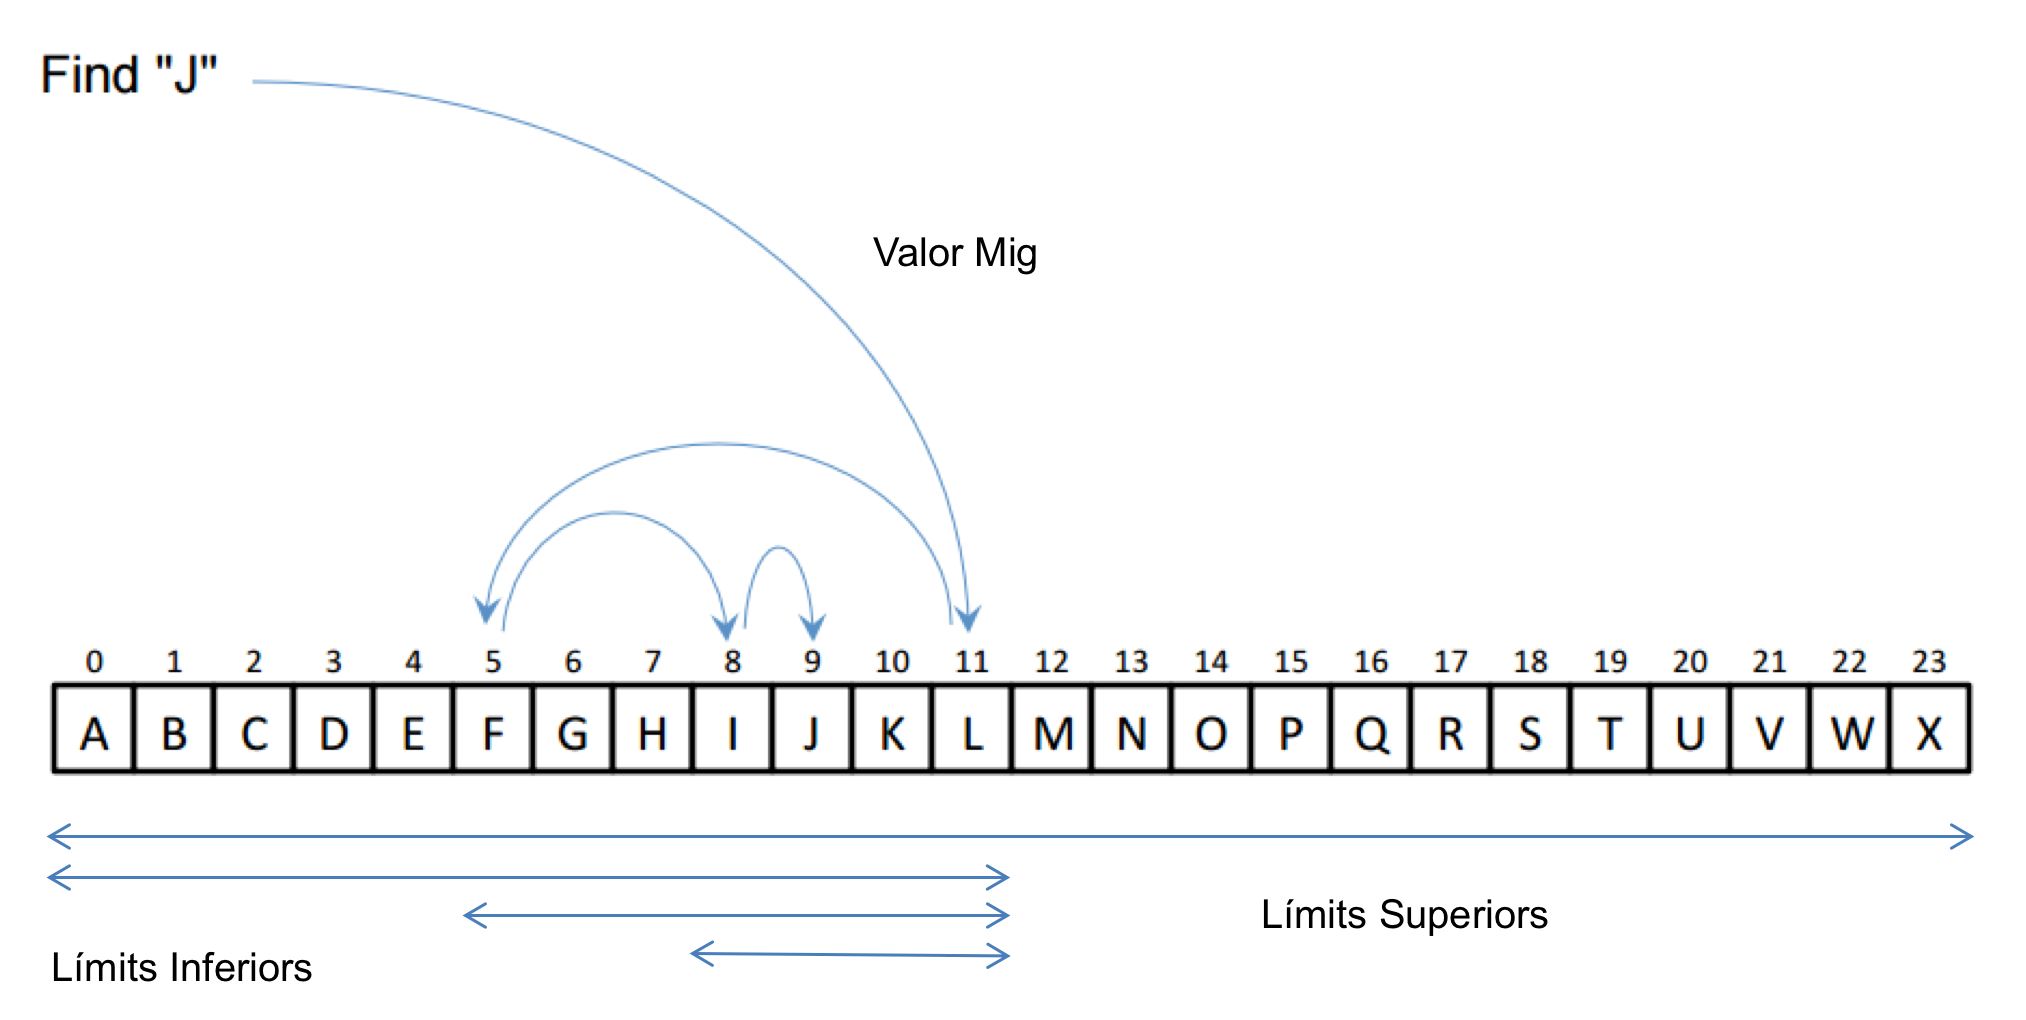 Find "J"
Valor Mig
0 1 2 3 4 5 6 7 8 9 10 11 12 13 14 15 16 17 18 19 20 21 22 23
A B C D E F G H I J K L M N O P Q R S T U V W X
Límits Superiors
Límits Inferiors